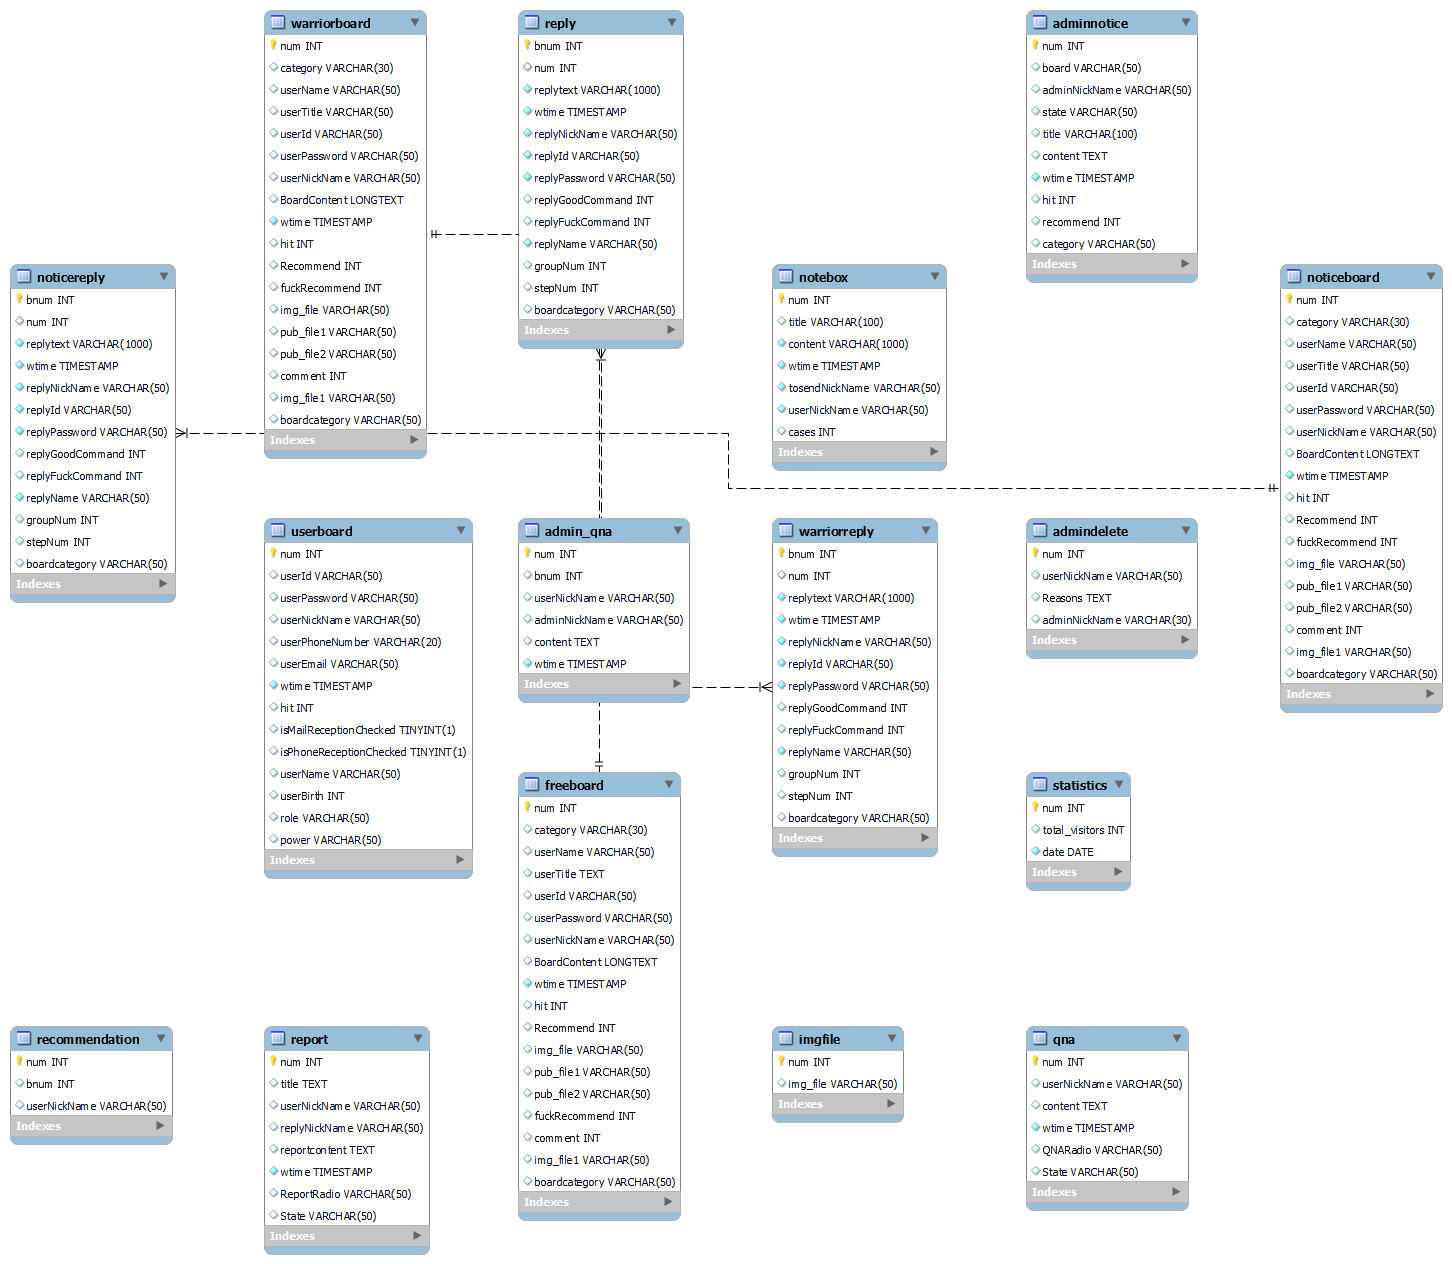 warriorboard
num INT
category VARCHAR(30)
userName VARCHAR(50)
userTitle VARCHAR(50)
userId VARCHAR(50)
userPassword VARCHAR(50)
userNickName VARCHAR(50)
BoardContent LONGTEXT
wtime TIMESTAMP
hit INT
Recommend INT
fuckRecommend INT
img_file VARCHAR(50)
pub_file1 VARCHAR(50)
pub_file2 VARCHAR(50)
comment INT
img_file1 VARCHAR(50)
boardcategory VARCHAR(50)
Indexes
reply
bnum INT
num INT
replytext VARCHAR(1000)
wtime TIMESTAMP
replyNickName VARCHAR(50)
replyId VARCHAR(50)
replyPassword VARCHAR(50)
replyGoodCommand INT
replyFuckCommand INT
replyName VARCHAR(50)
groupNum INT
stepNum INT
boardcategory VARCHAR(50)
Indexes
adminnotice
num INT
board VARCHAR(50)
adminNickName VARCHAR(50)
state VARCHAR(50)
title VARCHAR(100)
content TEXT
wtime TIMESTAMP
hit INT
recommend INT
category VARCHAR(50)
Indexes
noticereply
bnum INT
num INT
replytext VARCHAR(1000)
wtime TIMESTAMP
replyNickName VARCHAR(50)
replyId VARCHAR(50)
replyPassword VARCHAR(50)
replyGoodCommand INT
replyFuckCommand INT
replyName VARCHAR(50)
groupNum INT
stepNum INT
boardcategory VARCHAR(50)
Indexes
notebox
num INT
title VARCHAR(100)
content VARCHAR(1000)
wtime TIMESTAMP
tosendNickName VARCHAR(50)
userNickName VARCHAR(50)
cases INT
Indexes
noticeboard
num INT
category VARCHAR(30)
userName VARCHAR(50)
userTitle VARCHAR(50)
userId VARCHAR(50)
userPassword VARCHAR(50)
userNickName VARCHAR(50)
BoardContent LONGTEXT
wtime TIMESTAMP
hit INT
Recommend INT
fuckRecommend INT
img_file VARCHAR(50)
pub_file1 VARCHAR(50)
pub_file2 VARCHAR(50)
comment INT
img_file1 VARCHAR(50)
boardcategory VARCHAR(50)
Indexes
userboard
num INT
userId VARCHAR(50)
userPassword VARCHAR(50)
userNickName VARCHAR(50)
userPhoneNumber VARCHAR(20)
userEmail VARCHAR(50)
wtime TIMESTAMP
hit INT
isMailReceptionChecked TINYINT(1)
isPhoneReceptionChecked TINYINT(1)
userName VARCHAR(50)
userBirth INT
role VARCHAR(50)
power VARCHAR(50)
Indexes
admin_qna
num INT
bnum INT
userNickName VARCHAR(50)
adminNickName VARCHAR(50)
content TEXT
wtime TIMESTAMP
Indexes
warriorreply
bnum INT
num INT
replytext VARCHAR(1000)
wtime TIMESTAMP
replyNickName VARCHAR(50)
replyId VARCHAR(50)
replyPassword VARCHAR(50)
replyGoodCommand INT
replyFuckCommand INT
replyName VARCHAR(50)
groupNum INT
stepNum INT
boardcategory VARCHAR(50)
Indexes
admindelete
num INT
userNickName VARCHAR(50)
Reasons TEXT
adminNickName VARCHAR(30)
Indexes
freeboard
num INT
category VARCHAR(30)
userName VARCHAR(50)
userTitle TEXT
userId VARCHAR(50)
userPassword VARCHAR(50)
userNickName VARCHAR(50)
BoardContent LONGTEXT
wtime TIMESTAMP
hit INT
Recommend INT
img_file VARCHAR(50)
pub_file1 VARCHAR(50)
pub_file2 VARCHAR(50)
fuckRecommend INT
comment INT
img_file1 VARCHAR(50)
boardcategory VARCHAR(50)
Indexes
statistics
num INT
total_visitors INT
date DATE
Indexes
recommendation
num INT
bnum INT
userNickName VARCHAR(50)
Indexes
report
num INT
title TEXT
userNickName VARCHAR(50)
replyNickName VARCHAR(50)
reportcontent TEXT
wtime TIMESTAMP
ReportRadio VARCHAR(50)
State VARCHAR(50)
Indexes
imgfile
num INT
img_file VARCHAR(50)
Indexes
qna
num INT
userNickName VARCHAR(50)
content TEXT
wtime TIMESTAMP
QNARadio VARCHAR(50)
State VARCHAR(50)
Indexes